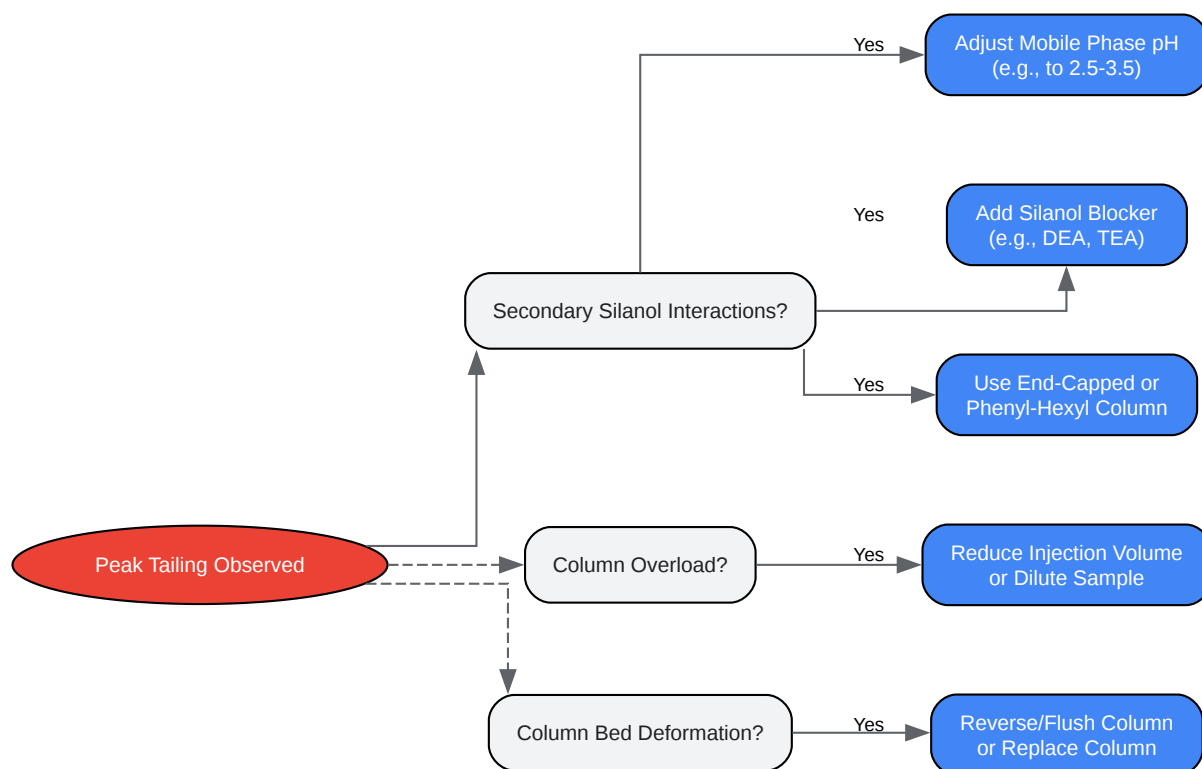 Yes
Adjust Mobile Phase pH
(e.g., to 2.5-3.5)
Yes
Add Silanol Blocker
(e.g., DEA, TEA)
Secondary Silanol Interactions?
Yes
Use End-Capped or
Phenyl-Hexyl Column
Peak Tailing Observed
Column Overload?
Yes
Reduce Injection Volume
or Dilute Sample
Column Bed Deformation?
Yes
Reverse/Flush Column
or Replace Column